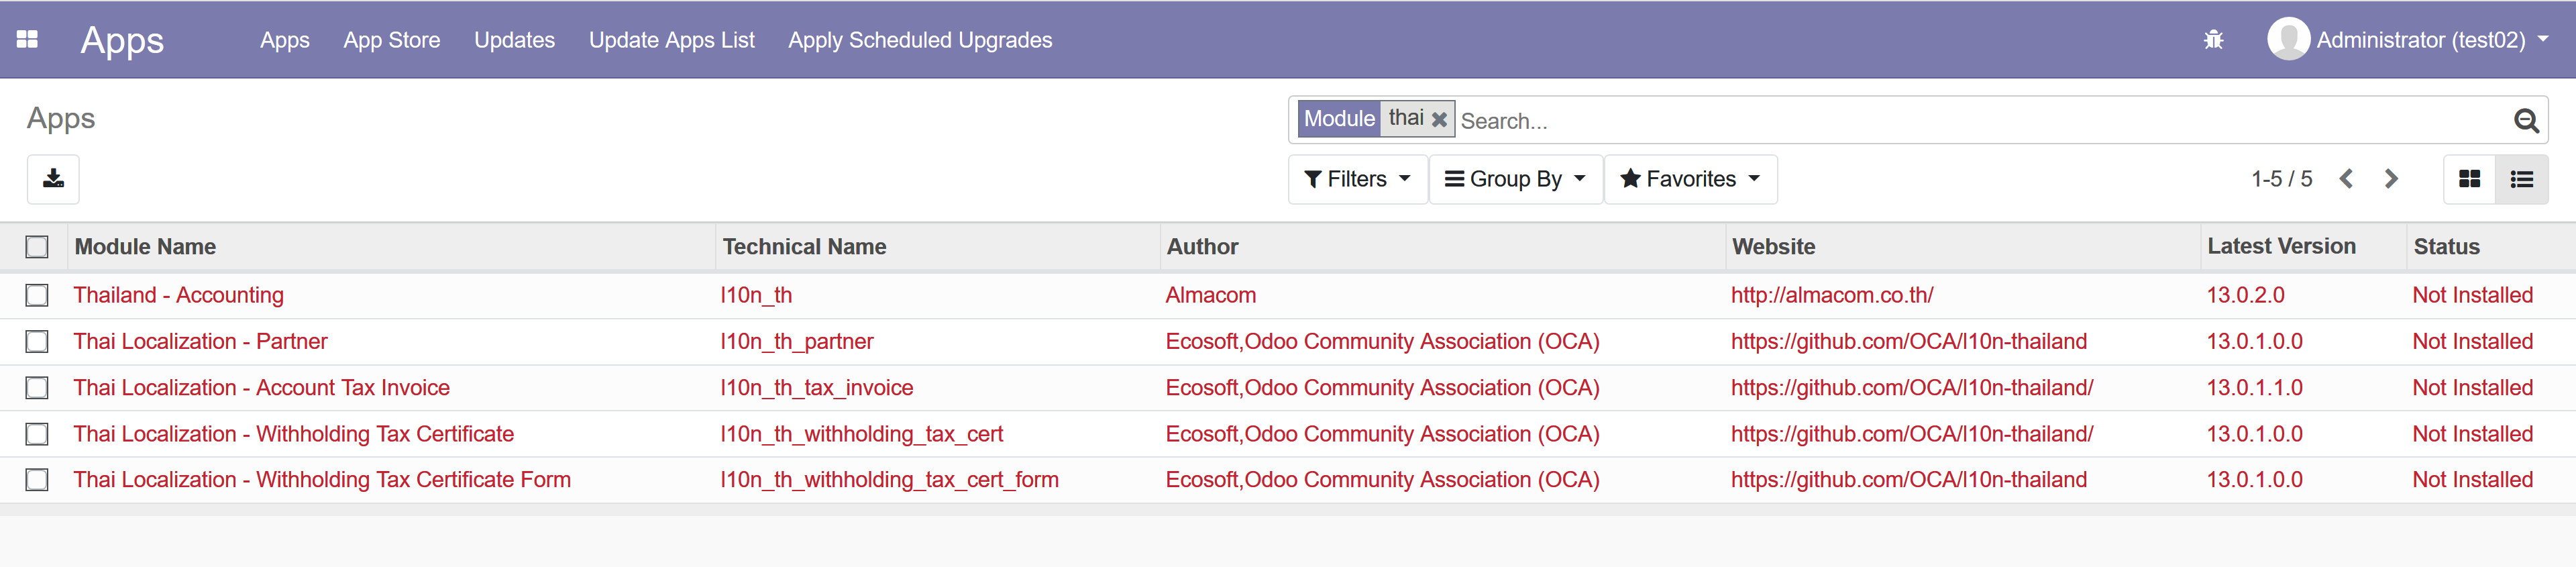 Apps Apps App Store Updates Update Apps List Apply Scheduled Upgrades Administrator (test02)
Apps Module thai Search...
Filters Group By Favorites 1-5 / 5
Module Name Technical Name Author Website Latest Version Status
Thailand - Accounting l10n_th Almacom http://almacom.co.th/ 13.0.2.0 Not Installed
Thai Localization - Partner l10n_th_partner Ecosoft,Odoo Community Association (OCA) https://github.com/OCA/l10n-thailand 13.0.1.0.0 Not Installed
Thai Localization - Account Tax Invoice l10n_th_tax_invoice Ecosoft,Odoo Community Association (OCA) https://github.com/OCA/l10n-thailand/ 13.0.1.1.0 Not Installed
Thai Localization - Withholding Tax Certificate l10n_th_withholding_tax_cert Ecosoft,Odoo Community Association (OCA) https://github.com/OCA/l10n-thailand/ 13.0.1.0.0 Not Installed
Thai Localization - Withholding Tax Certificate Form l10n_th_withholding_tax_cert_form Ecosoft,Odoo Community Association (OCA) https://github.com/OCA/l10n-thailand 13.0.1.0.0 Not Installed